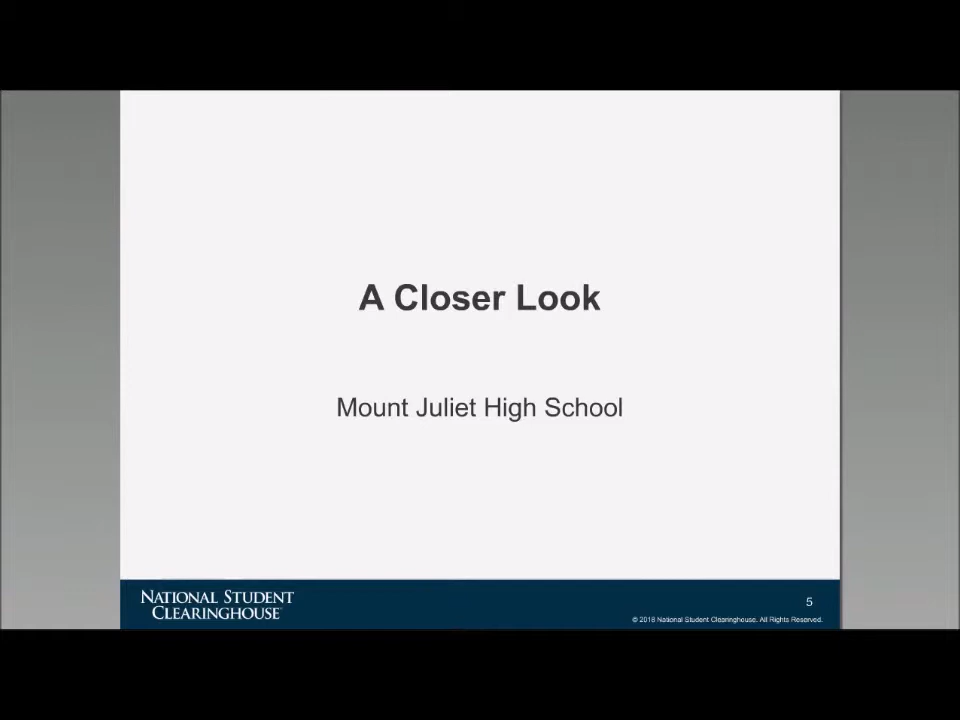 A Closer Look
Mount Juliet High School
NATIONAL STUDENT
CLEARINGHOUSE
5
© 2018 National Student Clearinghouse. All Rights Reserved.